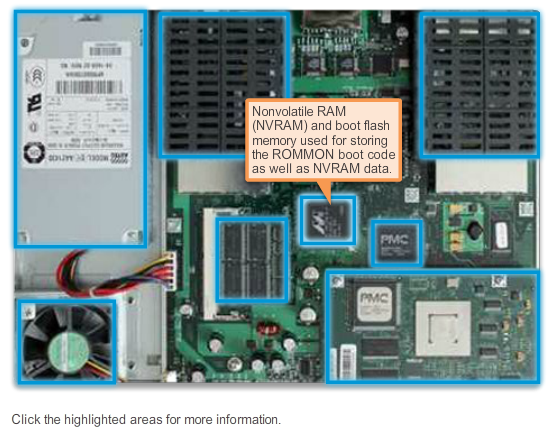 Nonvolatile RAM
(NVRAM) and boot flash
memory used for storing
the ROMMON boot code
as well as NVRAM data.
PMC
PMC
Click the highlighted areas for more information.